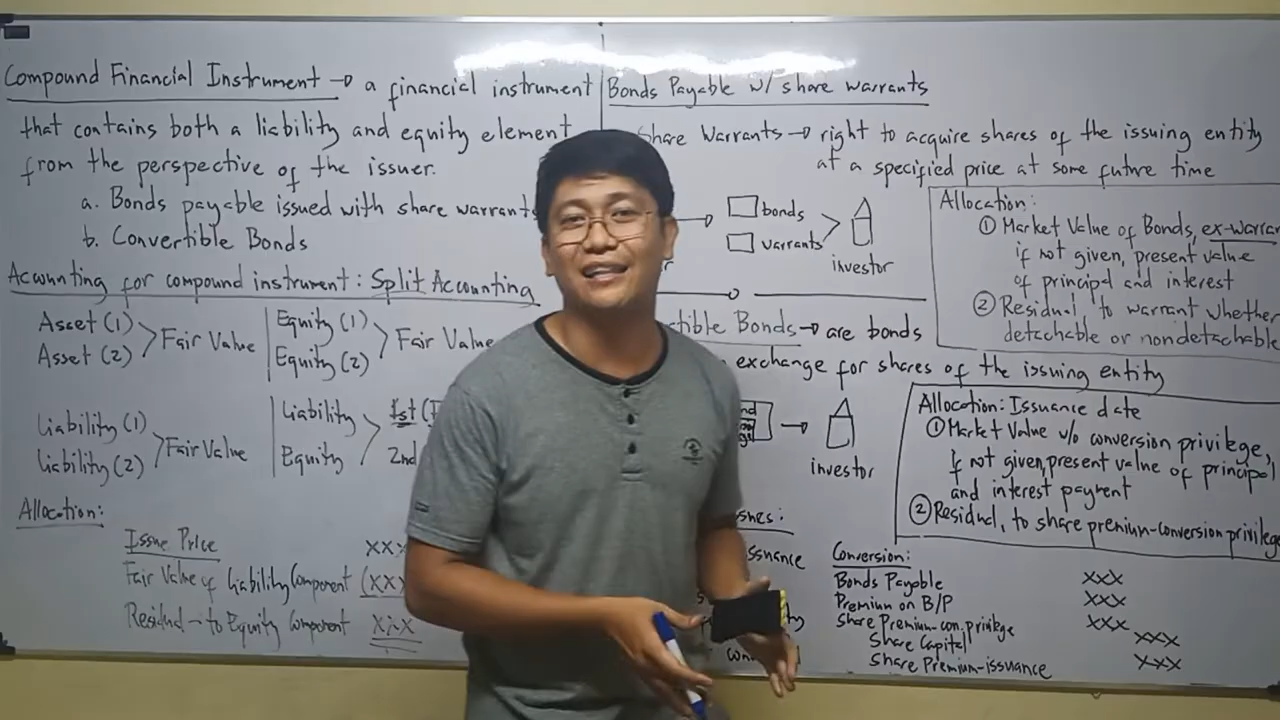 Compound Financial Instrument → a financial instrument
that contains both a liability and equity element
from the perspective of the issuer.
a. Bonds payable issued with share warrants
b. Convertible Bonds
Accounting for compound instrument: Split Accounting
Asset (1)
Asset (2)
Fair Value
Equity (1)
Equity (2)
Fair Value
Liability (1)
Liability (2)
Fair Value
Liability
Equity
1st
2nd
Allocation:
Issue Price XXX
Fair Value of Liability Component (XX
Residual - to Equity Component XXX
Bonds Payable w/ share warrants
Share Warrants → right to acquire shares of the issuing entity
at a specified price at some future time
bonds
warrants
investor
Allocation:
① Market Value of Bonds, ex-warran
if not given, present value
of principal and interest
② Residual to warrant whether
detachable or nondetachable
Bonds → are bonds
exchange for shares of the issuing entity
investor
Allocation: Issuance date
① Market Value w/o conversion privilege,
if not given, present value of principal
and interest payment
② Residual, to share premium-conversion privilege
Conversion:
Bonds Payable XXX
Premium on B/P XXX
Share Premium-con. privilege XXX
Share Capital XXX
Share Premium-issuance XXX